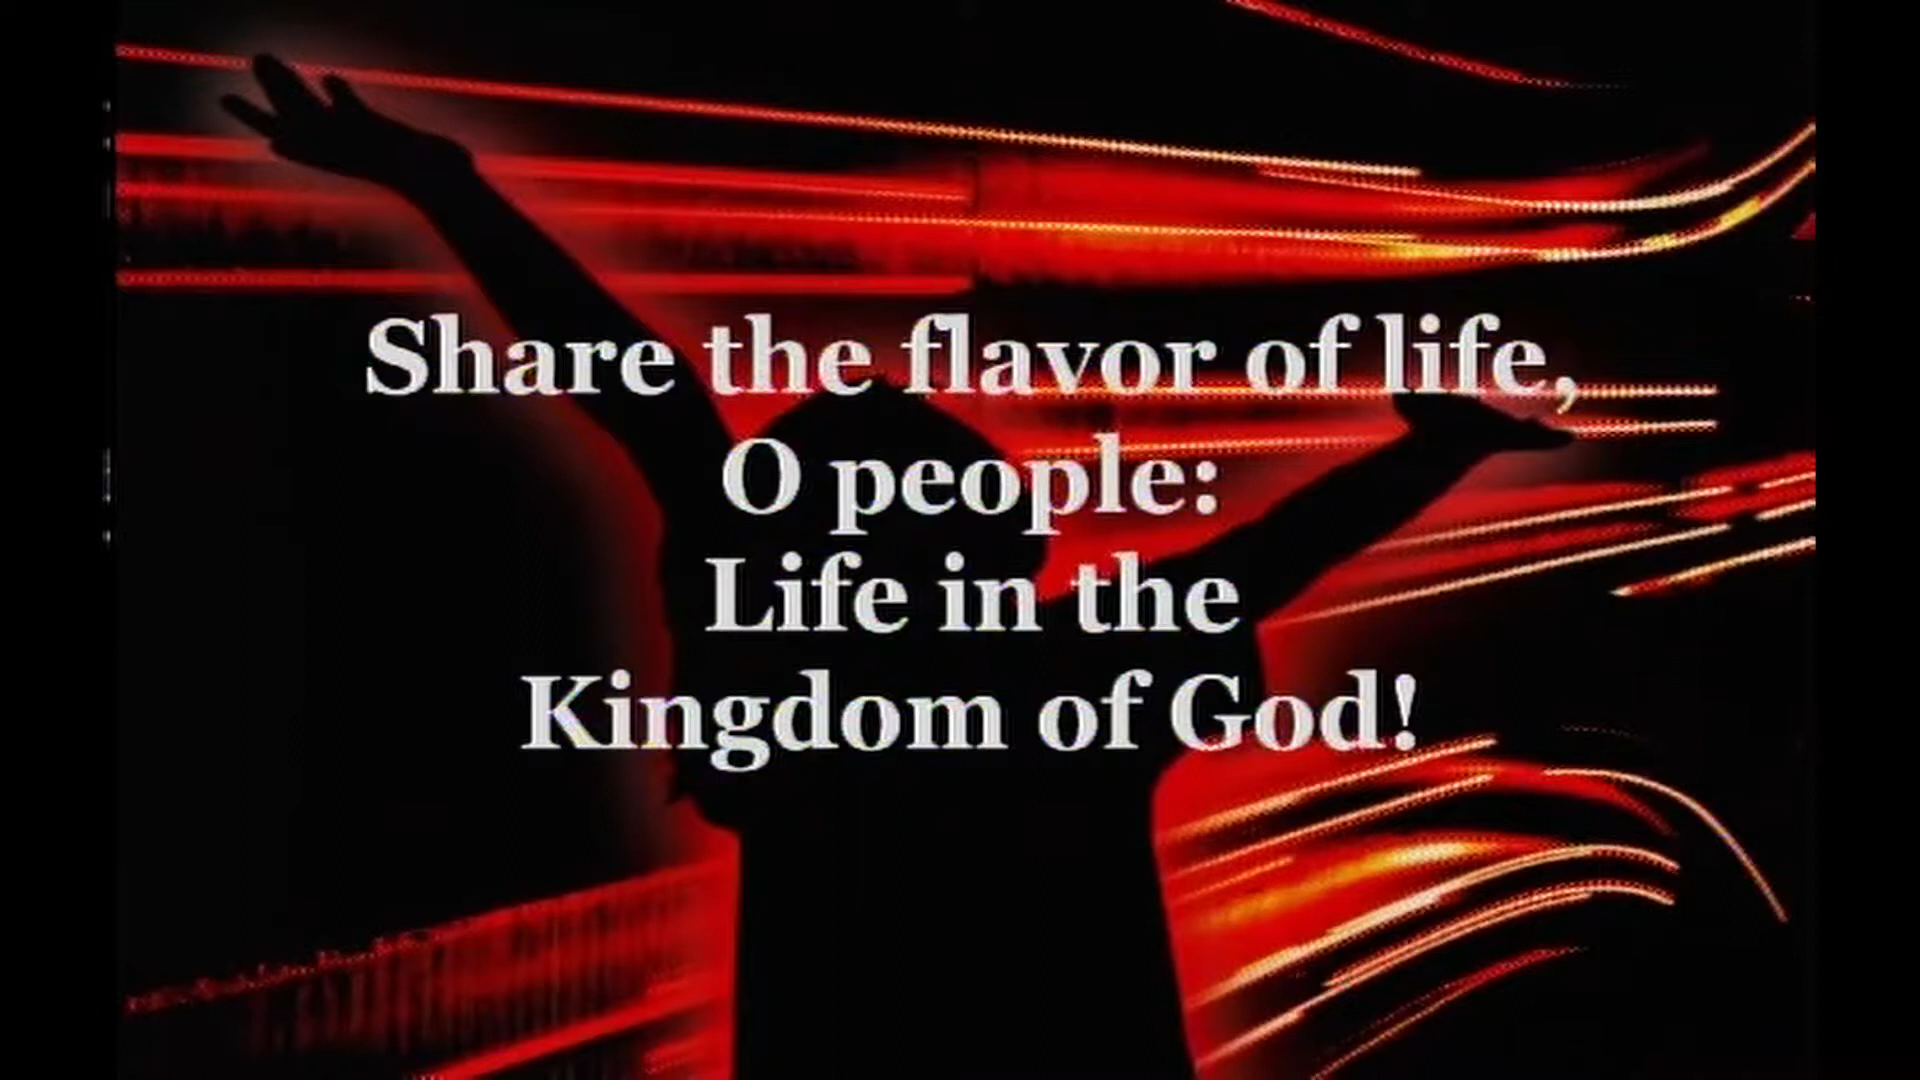 Share the flavor of life,
O people:
Life in the
Kingdom of God!